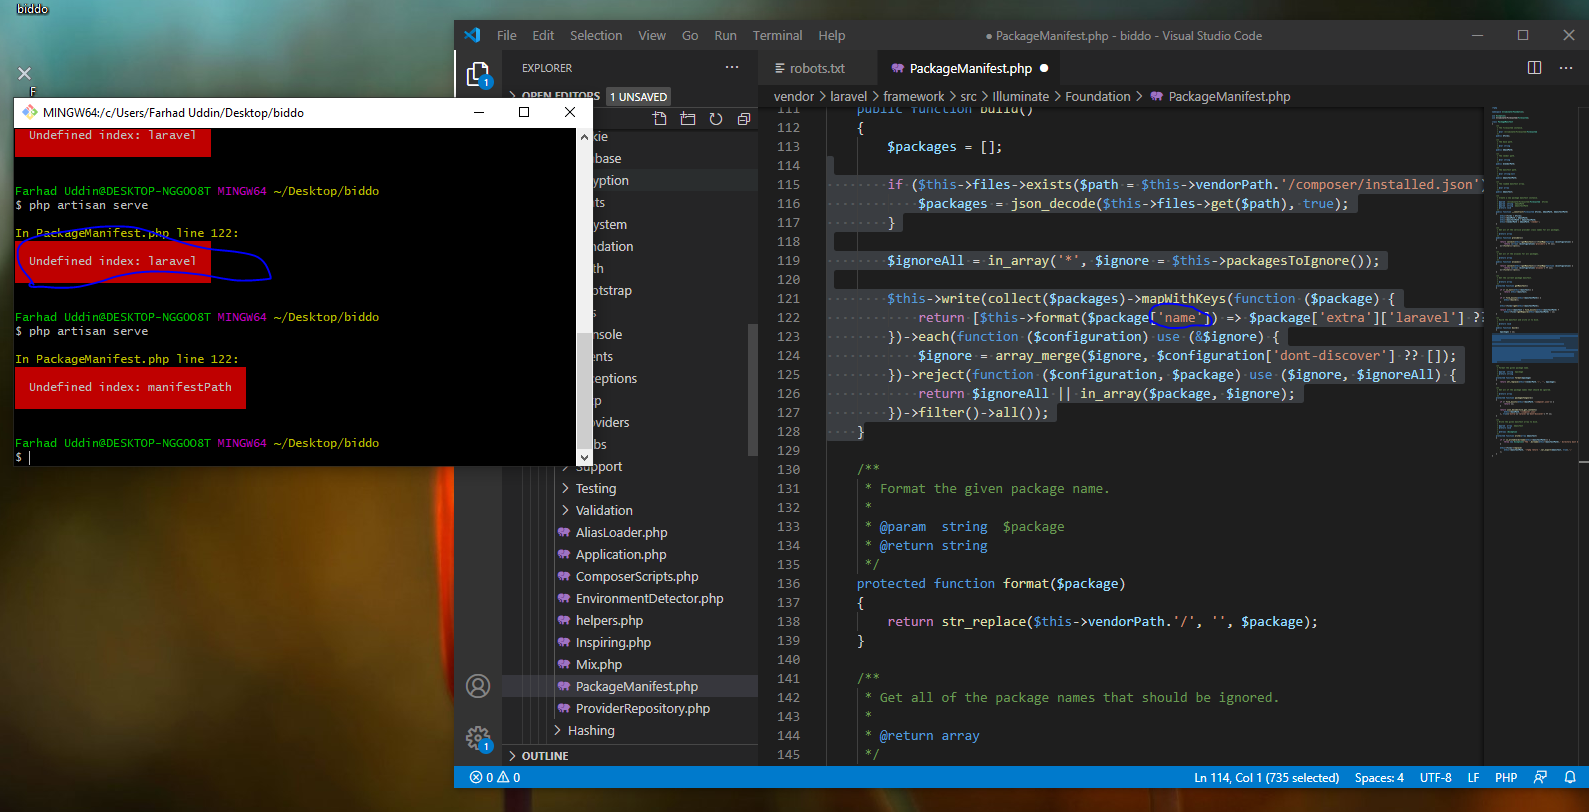 biddo
F
MINGW64:/c/Users/Farhad Uddin/Desktop/biddo
Undefined index: laravel
Farhad Uddin@DESKTOP-NGGOO8T MINGW64 ~/Desktop/biddo
$ php artisan serve
In PackageManifest.php line 122:
Undefined index: laravel
Farhad Uddin@DESKTOP-NGGOO8T MINGW64 ~/Desktop/biddo
$ php artisan serve
In PackageManifest.php line 122:
Undefined index: manifestPath
Farhad Uddin@DESKTOP-NGGOO8T MINGW64 ~/Desktop/biddo
$
File Edit Selection View Go Run Terminal Help
● PackageManifest.php - biddo - Visual Studio Code
EXPLORER
OPEN EDITORS 1 UNSAVED
kie
base
yption
ts
ystem
ndation
th
otstrap
s
nsole
ents
ceptions
p
oviders
bs
Support
Testing
Validation
AliasLoader.php
Application.php
ComposerScripts.php
EnvironmentDetector.php
helpers.php
Inspiring.php
Mix.php
PackageManifest.php
ProviderRepository.php
Hashing
OUTLINE
1
1
robots.txt
PackageManifest.php
vendor > laravel > framework > src > Illuminate > Foundation > PackageManifest.php
111 public function build()
112 {
113 $packages = [];
114
115 if ($this->files->exists($path = $this->vendorPath.'/composer/installed.json')
116 $packages = json_decode($this->files->get($path), true);
117 }
118
119 $ignoreAll = in_array('*', $ignore = $this->packagesToIgnore());
120
121 $this->write(collect($packages)->mapWithKeys(function ($package) {
122 return [$this->format($package['name']) => $package['extra']['laravel'] ??
123 })->each(function ($configuration) use (&$ignore) {
124 $ignore = array_merge($ignore, $configuration['dont-discover'] ?? []);
125 })->reject(function ($configuration, $package) use ($ignore, $ignoreAll) {
126 return $ignoreAll || in_array($package, $ignore);
127 })->filter()->all());
128 }
129
130 /**
131 * Format the given package name.
132 *
133 * @param string $package
134 * @return string
135 */
136 protected function format($package)
137 {
138 return str_replace($this->vendorPath.'/', '', $package);
139 }
140
141 /**
142 * Get all of the package names that should be ignored.
143 *
144 * @return array
145 */
0 0
Ln 114, Col 1 (735 selected) Spaces: 4 UTF-8 LF PHP